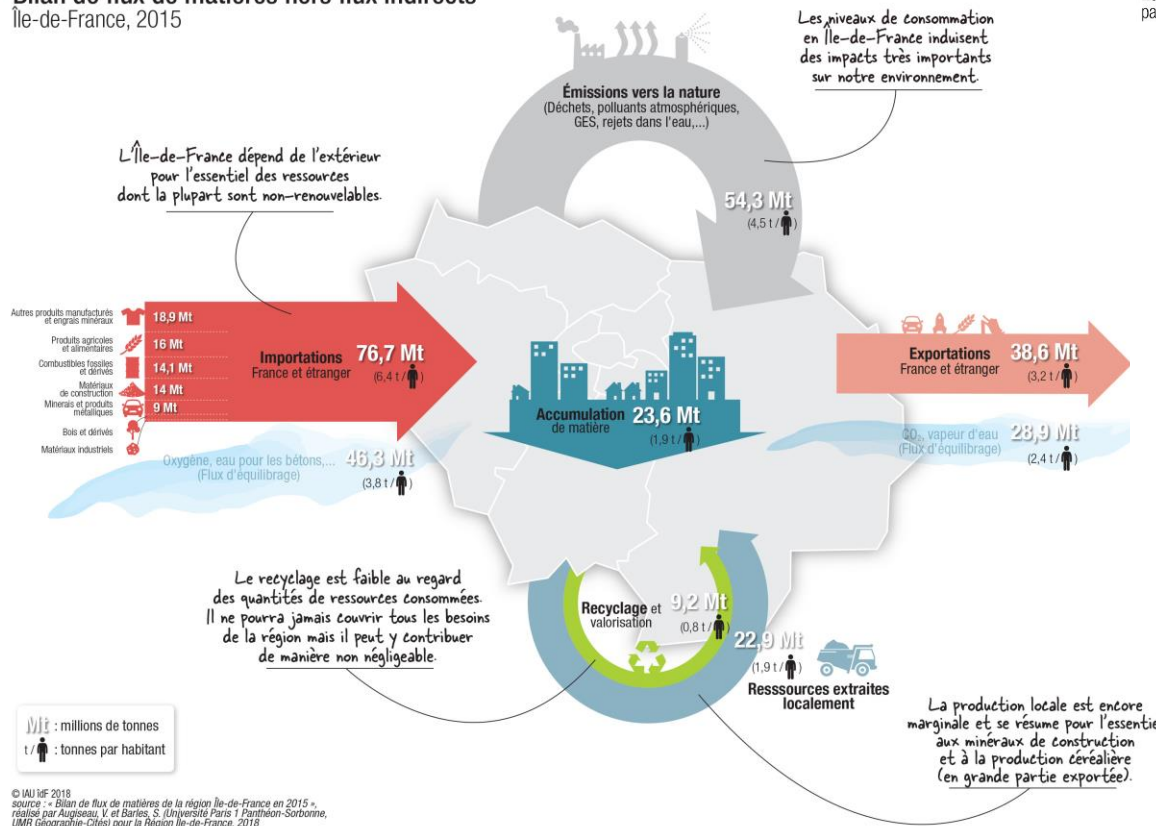 Île-de-France, 2015
pa
Les niveaux de consommation
en Île-de-France induisent
des impacts très importants
sur notre environnement.
Émissions vers la nature
(Déchets, polluants atmosphériques,
GES, rejets dans l'eau,...)
54,3 Mt
(4,5 t/)
L'Île-de-France dépend de l'extérieur
pour l'essentiel des ressources
dont la plupart sont non-renouvelables.
Autres produits manufacturés
et engrais minéraux
18,9 Mt
Produits agricoles
et alimentaires
16 Mt
Combustibles fossiles
et dérivés
14,1 Mt
Matériaux
de construction
14 Mt
Minerais et produits
métalliques
9 Mt
Bois et dérivés
Matériaux industriels
Importations
France et étranger
76,7 Mt
(6,4 t/)
Accumulation
de matière
23,6 Mt
(1,9 t/)
Exportations
France et étranger
38,6 Mt
(3,2 t/)
Oxygène, eau pour les bétons,...
(Flux d'équilibrage)
46,3 Mt
(3,8 t/)
CO₂, vapeur d'eau
(Flux d'équilibrage)
28,9 Mt
(2,4 t/)
Le recyclage est faible au regard
des quantités de ressources consommées.
Il ne pourra jamais couvrir tous les besoins
de la région mais il peut y contribuer
de manière non négligeable.
Recyclage et
valorisation
9,2 Mt
(0,8 t/)
22,9 Mt
(1,9 t/)
Resssources extraites
localement
La production locale est encore
marginale et se résume pour l'essentie
aux minéraux de construction
et à la production céréalière
(en grande partie exportée).
Mt : millions de tonnes
t/ : tonnes par habitant
© IAU îdF 2018
source : « Bilan de flux de matières de la région Île-de-France en 2015 »,
réalisé par Augiseau, V. et Barles, S. (Université Paris 1 Panthéon-Sorbonne,
UMR Géographie-Cités) pour la Région Île-de-France, 2018